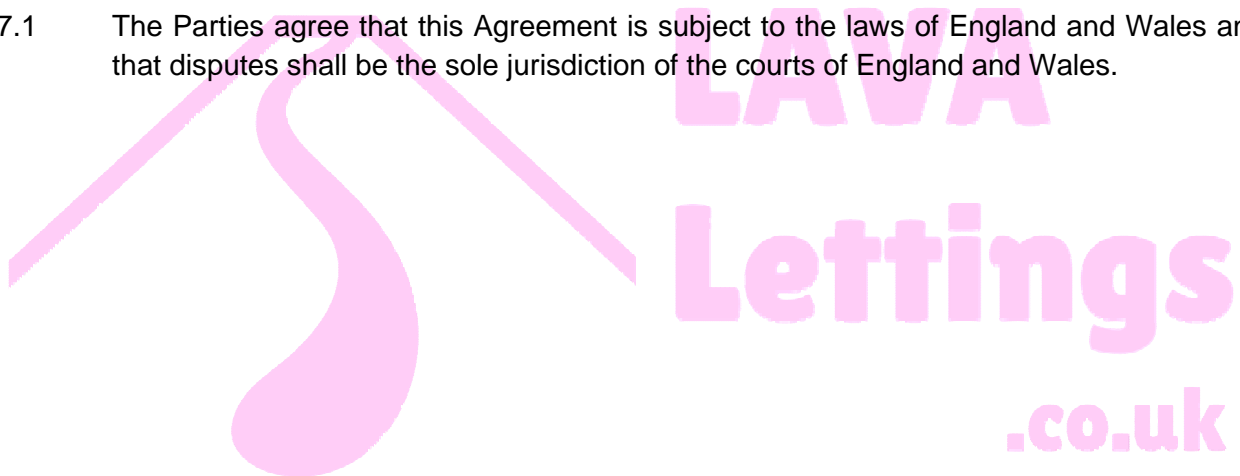 7.1 The Parties agree that this Agreement is subject to the laws of England and Wales
that disputes shall be the sole jurisdiction of the courts of England and Wales.
LAVA
Lettings
.co.uk